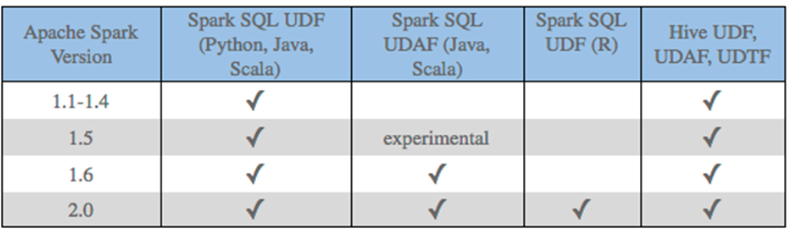 Apache Spark Version
Spark SQL UDF (Python, Java, Scala)
Spark SQL UDAF (Java, Scala)
Spark SQL UDF (R)
Hive UDF, UDAF, UDTF
1.1-1.4 ✓ ✓
1.5 ✓ experimental ✓
1.6 ✓ ✓ ✓
2.0 ✓ ✓ ✓ ✓